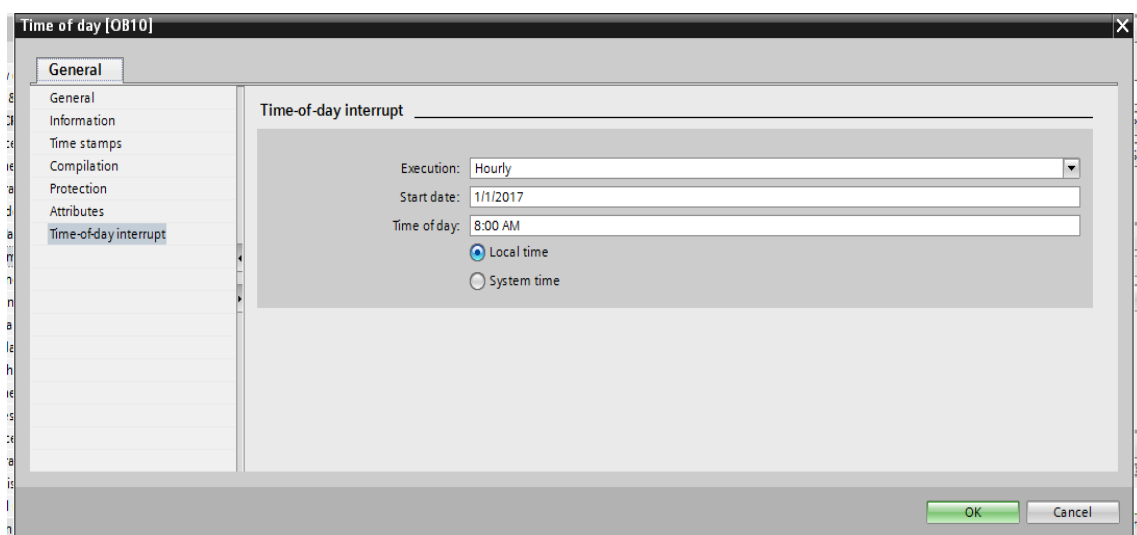 Time of day [OB10]
X
General
General
Information
Time stamps
Compilation
Protection
Attributes
Time-of-day interrupt
Time-of-day interrupt
Execution: Hourly
Start date: 1/1/2017
Time of day: 8:00 AM
Local time
System time
OK Cancel